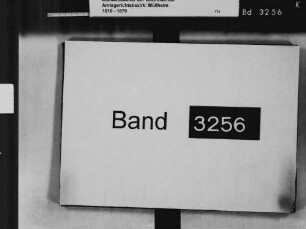 Amtsgerichtsbezirk: Müllheim
1810 - 1870
Bd. 3256
K
Band 3256